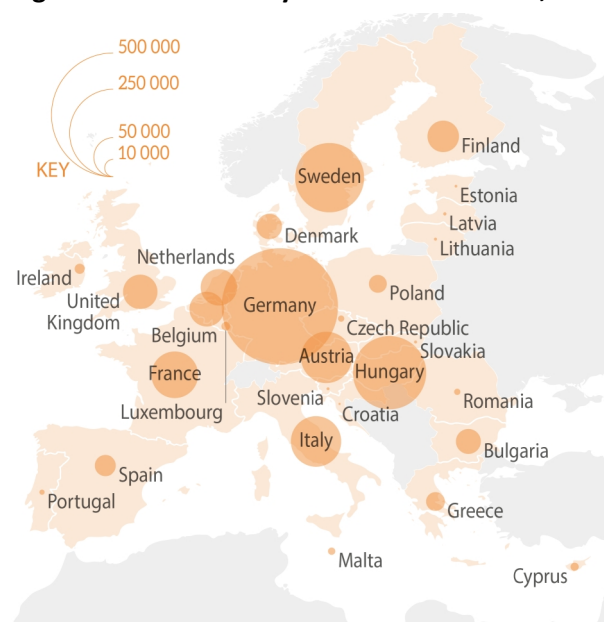 500 000
250 000
50 000
10 000
KEY
Finland
Sweden
Estonia
Latvia
Denmark
Lithuania
Netherlands
Ireland
United
Kingdom
Germany
Poland
Belgium
Czech Republic
Austria
Slovakia
France
Hungary
Luxembourg
Slovenia
Croatia
Romania
Italy
Bulgaria
Spain
Portugal
Greece
Malta
Cyprus